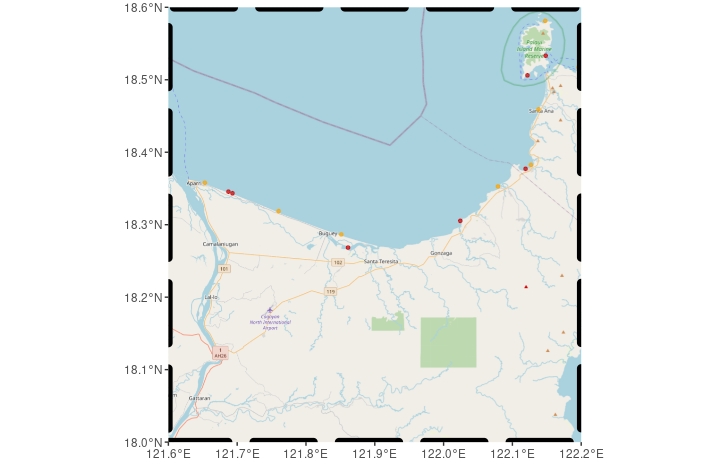 18.6°N
Palaui
Island Marine
Reserve
18.5°N
Santa Ana
18.4°N
Aparri
18.3°N
Buguey
Camalaniugan
Gonzaga
102
Santa Teresita
101
18.2°N
119
Lal-lo
Cagayan
North International
Airport
1
AH26
18.1°N
Gattaran
18.0°N
121.6°E 121.7°E 121.8°E 121.9°E 122.0°E 122.1°E 122.2°E